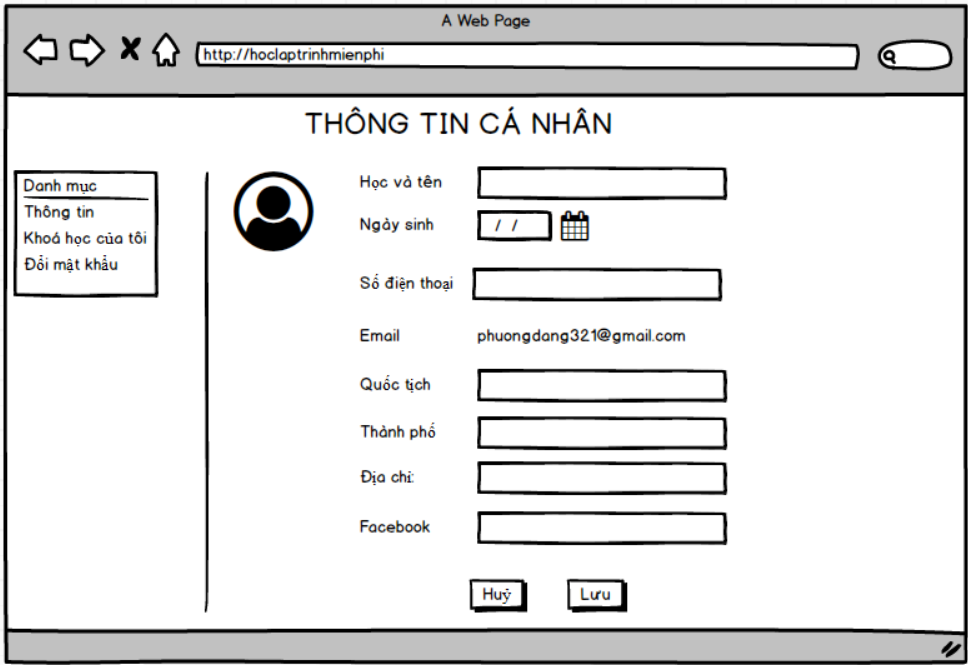 A Web Page
http://hoclaptrinhmienphi
THÔNG TIN CÁ NHÂN
Danh mục
Thông tin
Khoá học của tôi
Đổi mật khẩu
Học và tên
Ngày sinh / /
Số điện thoại
Email phuongdang321@gmail.com
Quốc tịch
Thành phố
Địa chỉ:
Facebook
Huỷ Lưu